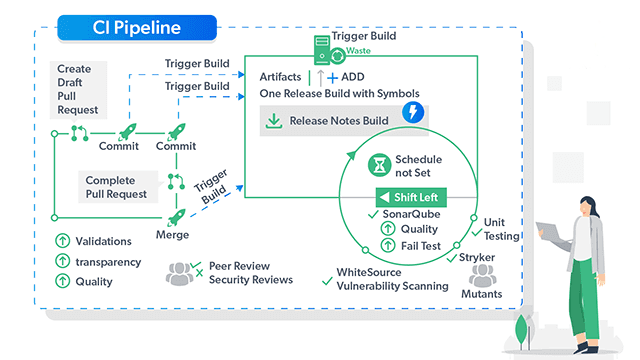 CI Pipeline
Trigger Build
Waste
Create
Draft
Pull
Request
Trigger Build
Trigger Build
Artifacts
ADD
One Release Build with Symbols
Release Notes Build
Commit
Commit
Schedule
not Set
Complete
Pull Request
Trigger
Build
Shift Left
SonarQube
Quality
Fail Test
Unit
Testing
Merge
Validations
transparency
Quality
Peer Review
Security Reviews
WhiteSource
Vulnerability Scanning
Stryker
Mutants